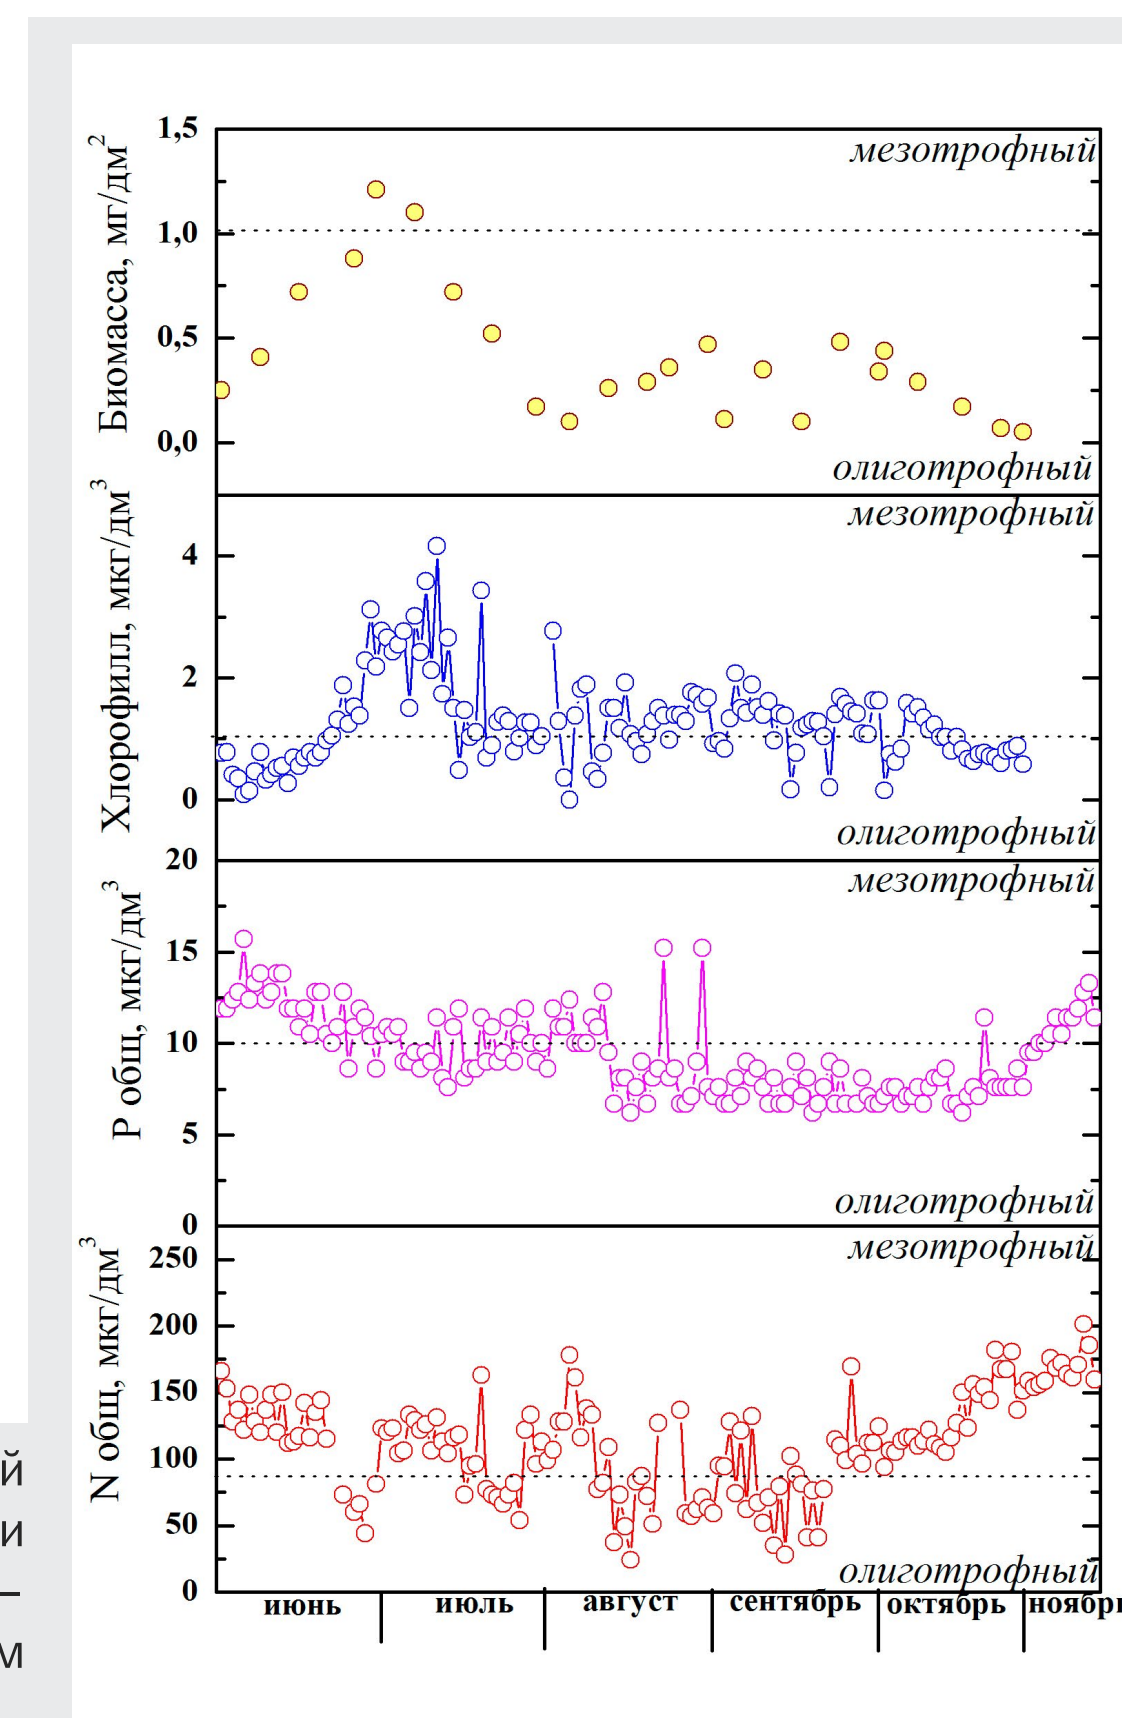 Биомасса, мг/дм²
1,5
1,0
0,5
0,0
мезотрофный
олиготрофный
Хлорофилл, мкг/дм³
4
2
0
мезотрофный
олиготрофный
P общ, мкг/дм³
20
15
10
5
0
мезотрофный
олиготрофный
N общ, мкг/дм³
250
200
150
100
50
0
мезотрофный
олиготрофный
июнь июль август сентябрь октябрь ноябрь
й
и
–
м